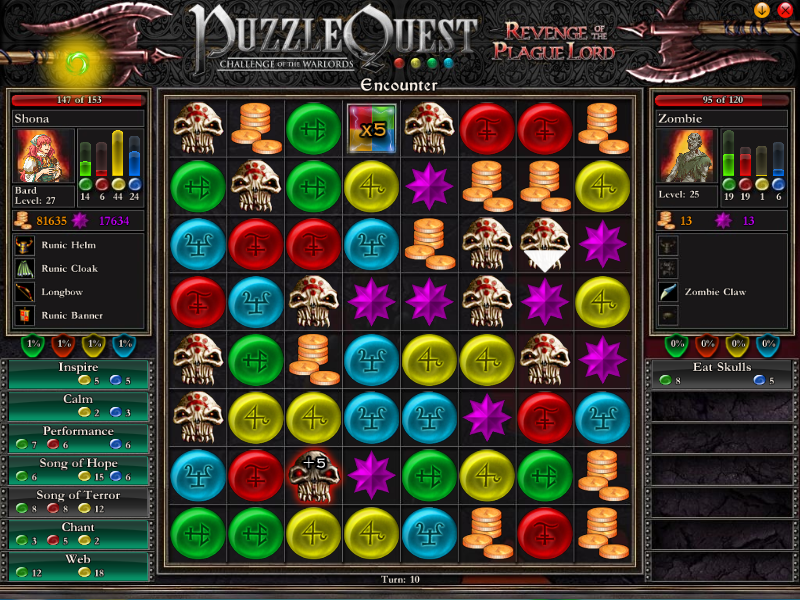 PUZZLE QUEST
CHALLENGE OF THE WARLORDS
REVENGE OF THE
PLAGUE LORD
Encounter
147 of 153
Shona
Bard
Level: 27
14 6 44 24
81635 17634
Runic Helm
Runic Cloak
Longbow
Runic Banner
1% 1% 1% 1%
Inspire
5 5
Calm
2 3
Performance
7 6 6
Song of Hope
6 15 6
Song of Terror
8 8 12
Chant
3 5 2
Web
12 18
x5
+5
Turn: 10
95 of 120
Zombie
Level: 25
19 19 1 6
13 13
Zombie Claw
0% 0% 0% 0%
Eat Skulls
8 5